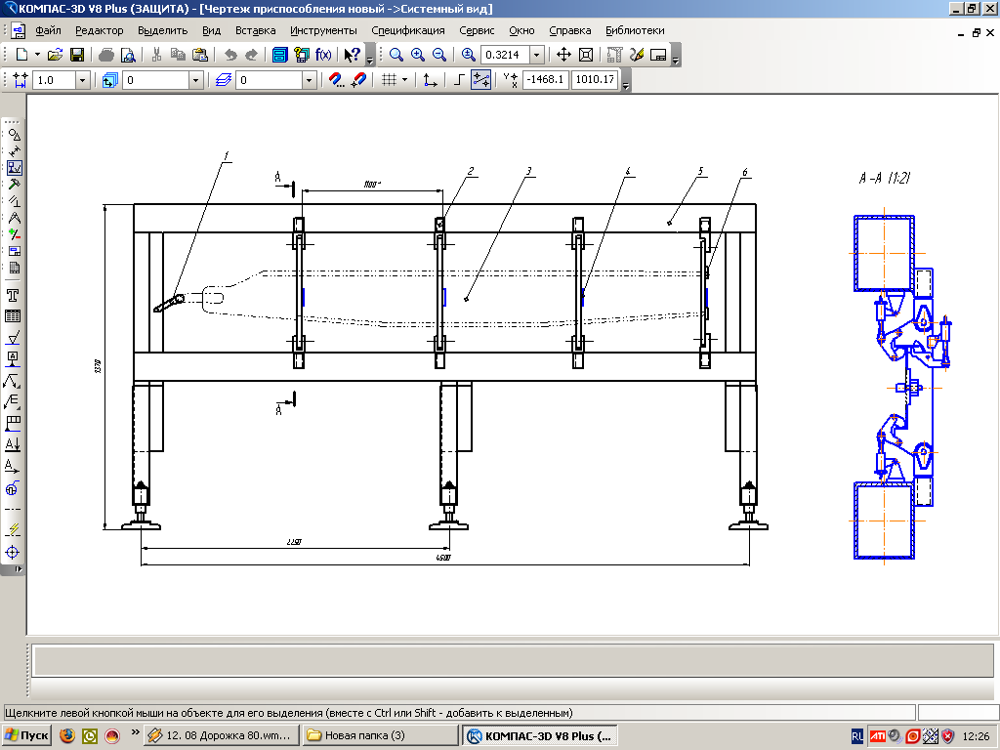 КОМПАС-3D V8 Plus (ЗАЩИТА) - [Чертеж приспособления новый ->Системный вид]
Файл Редактор Выделить Вид Вставка Инструменты Спецификация Сервис Окно Справка Библиотеки
f(x) 0.3214
1.0 0 0 -1468.1 1010.17
1 2 3 4 5 6
А
А-А (1:2)
А
2250
4500
Щелкните левой кнопкой мыши на объекте для его выделения (вместе с Ctrl или Shift - добавить к выделенным)
Пуск 12. 08 Дорожка 80.wm... Новая папка (3) КОМПАС-3D V8 Plus (... RL ATI 12:26